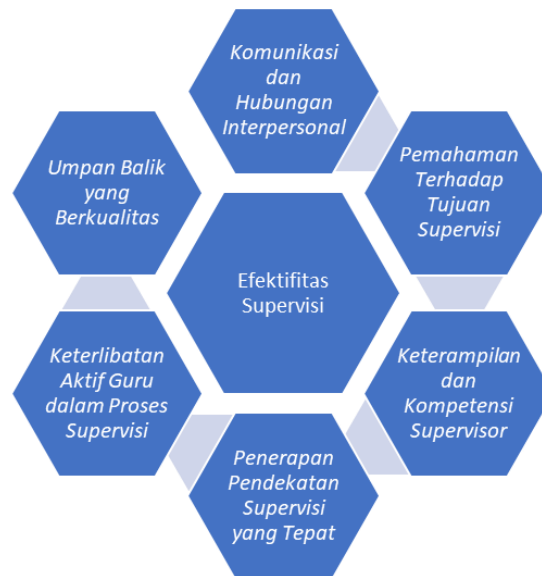 Komunikasi
dan
Hubungan
Interpersonal
Pemahaman
Terhadap
Tujuan
Supervisi
Umpan Balik
yang
Berkualitas
Efektifitas
Supervisi
Keterampilan
dan
Kompetensi
Supervisor
Keterlibatan
Aktif Guru
dalam Proses
Supervisi
Penerapan
Pendekatan
Supervisi
yang Tepat